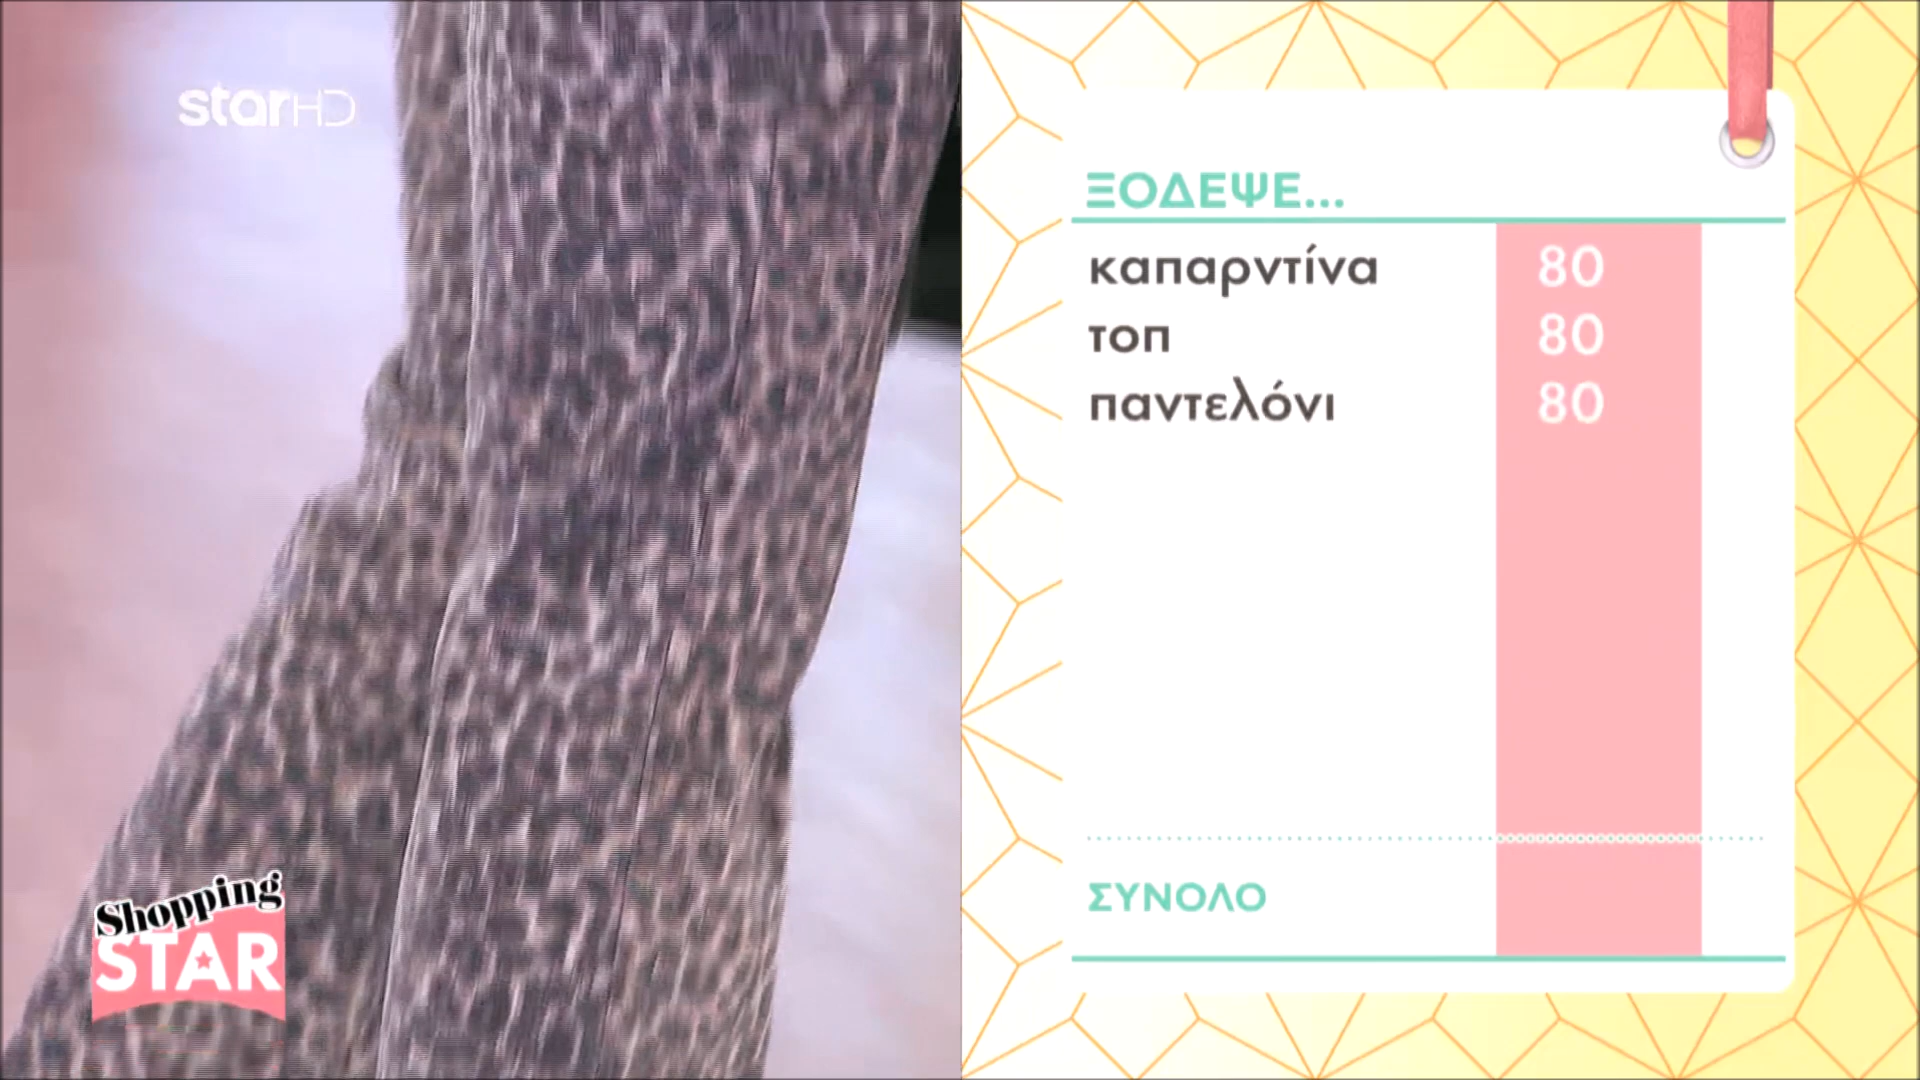 starHD
ΞΟΔΕΨΕ...
καπαρντίνα 80
τοπ 80
παντελόνι 80
ΣΥΝΟΛΟ
Shopping
STAR